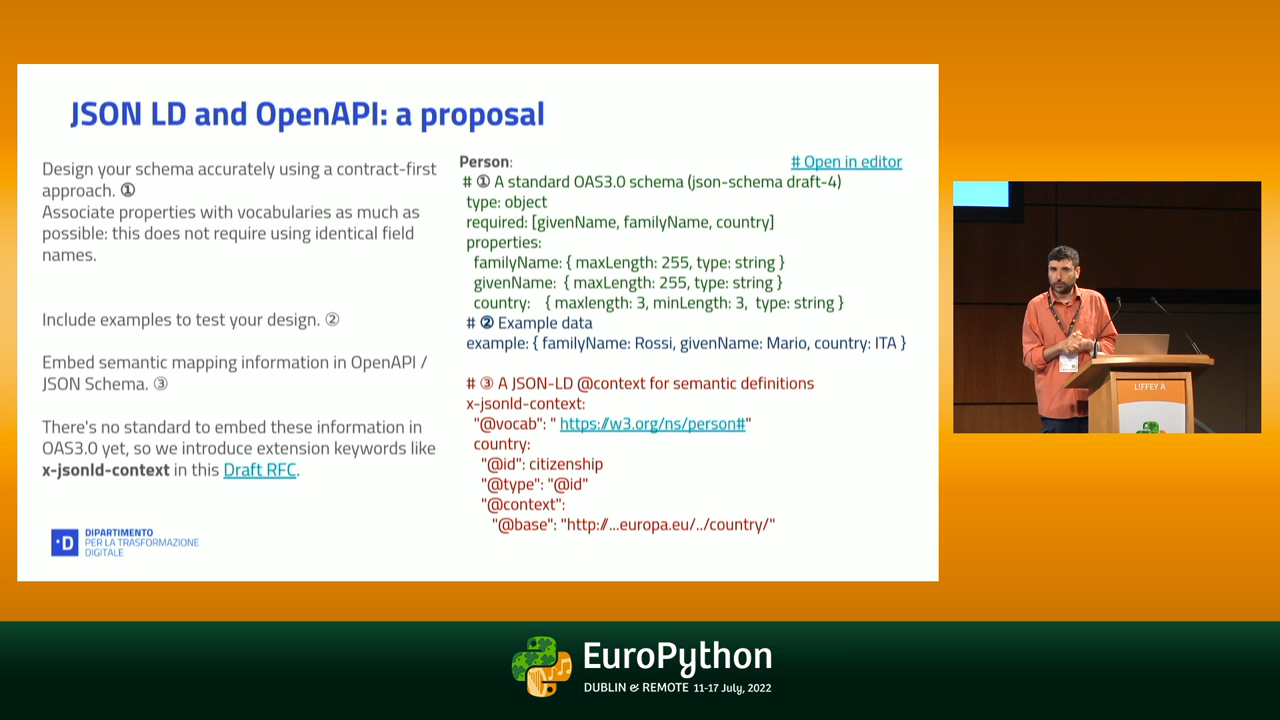 JSON LD and OpenAPI: a proposal
Design your schema accurately using a contract-first
approach. ①
Associate properties with vocabularies as much as
possible: this does not require using identical field
names.
Include examples to test your design. ②
Embed semantic mapping information in OpenAPI /
JSON Schema. ③
There's no standard to embed these information in
OAS3.0 yet, so we introduce extension keywords like
x-jsonld-context in this Draft RFC.
·D DIPARTIMENTO
PER LA TRASFORMAZIONE
DIGITALE
Person: # Open in editor
# ① A standard OAS3.0 schema (json-schema draft-4)
type: object
required: [givenName, familyName, country]
properties:
familyName: { maxLength: 255, type: string }
givenName: { maxLength: 255, type: string }
country: { maxlength: 3, minLength: 3, type: string }
# ② Example data
example: { familyName: Rossi, givenName: Mario, country: ITA }
# ③ A JSON-LD @context for semantic definitions
x-jsonld-context:
"@vocab": " https://w3.org/ns/person#"
country:
"@id": citizenship
"@type": "@id"
"@context":
"@base": "http://...europa.eu/../country/"
LIFFEY A
EuroPython
DUBLIN & REMOTE 11-17 July, 2022